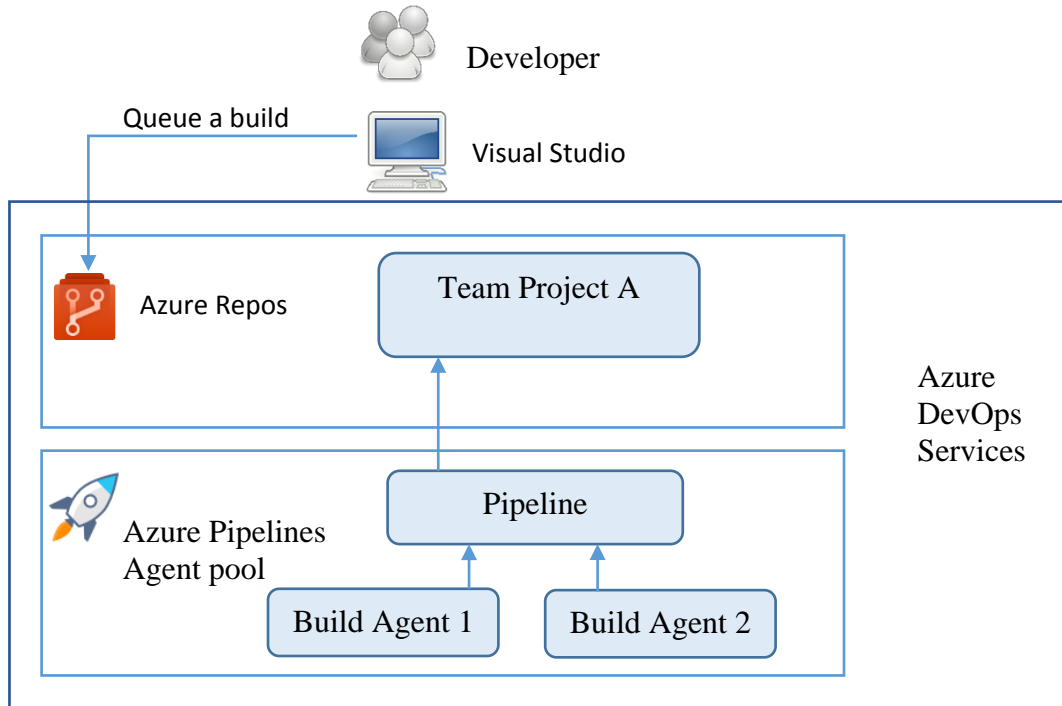 Developer
Queue a build
Visual Studio
Team Project A
Azure Repos
Azure
DevOps
Services
Pipeline
Azure Pipelines
Agent pool
Build Agent 1
Build Agent 2